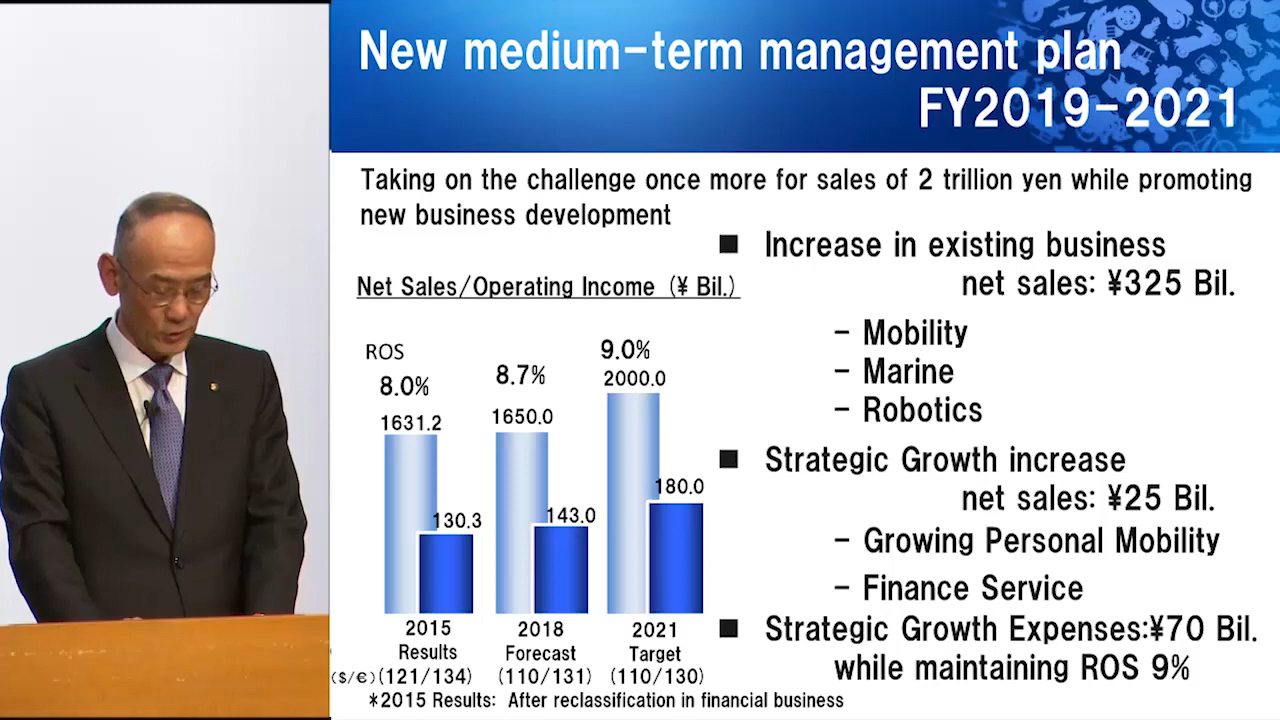 New medium-term management plan
FY2019-2021
Taking on the challenge once more for sales of 2 trillion yen while promoting
new business development
Net Sales/Operating Income (¥ Bil.)
ROS
8.0%
8.7%
9.0%
1631.2
1650.0
2000.0
130.3
143.0
180.0
2015
Results
2018
Forecast
2021
Target
($/€)(121/134) (110/131) (110/130)
*2015 Results: After reclassification in financial business
■ Increase in existing business
net sales: ¥325 Bil.
- Mobility
- Marine
- Robotics
■ Strategic Growth increase
net sales: ¥25 Bil.
- Growing Personal Mobility
- Finance Service
■ Strategic Growth Expenses:¥70 Bil.
while maintaining ROS 9%